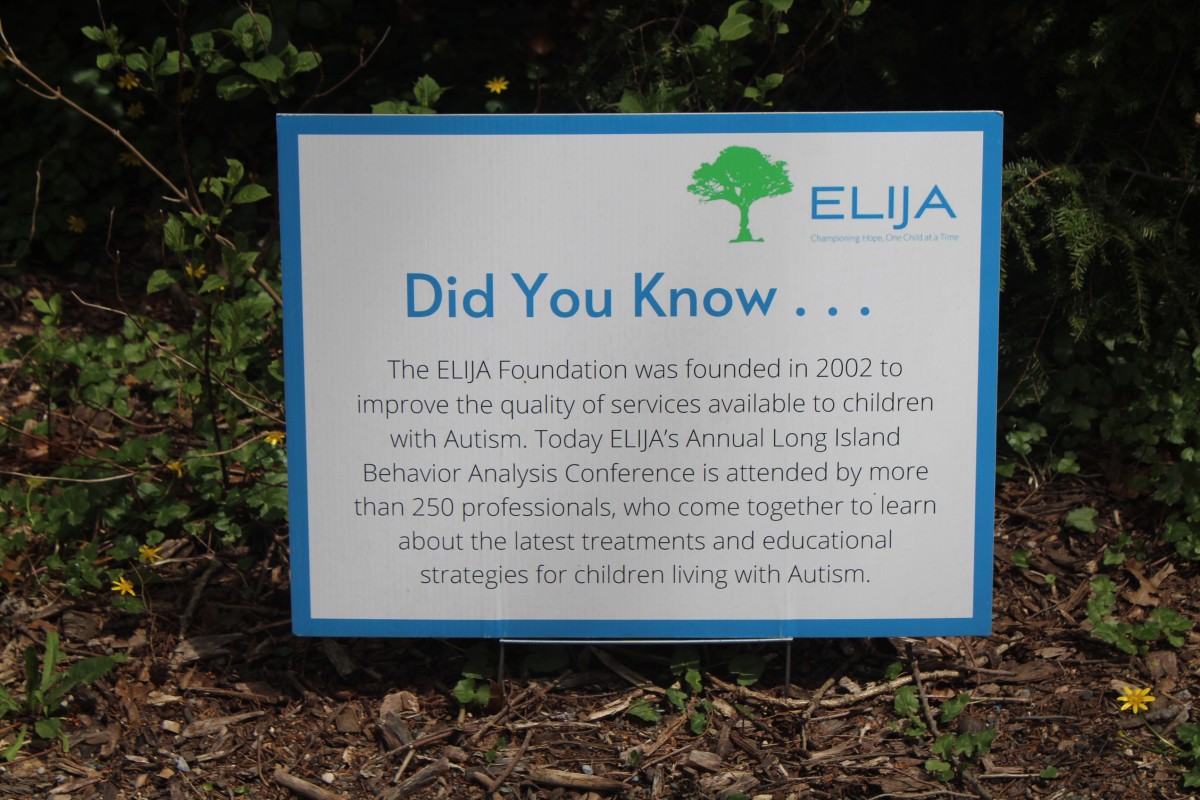 ELIJA
Championing Hope, One Child at a Time
Did You Know . . .
The ELIJA Foundation was founded in 2002 to
improve the quality of services available to children
with Autism. Today ELIJA’s Annual Long Island
Behavior Analysis Conference is attended by more
than 250 professionals, who come together to learn
about the latest treatments and educational
strategies for children living with Autism.